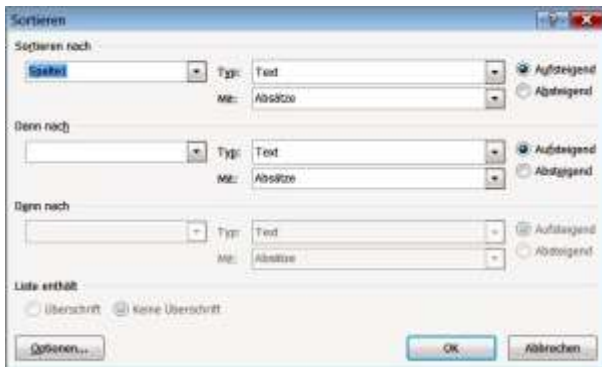 Sortieren
Sortieren nach
Spalte1 Typ: Text Aufsteigend
Mit: Absätze Absteigend
Dann nach
Typ: Text Aufsteigend
Mit: Absätze Absteigend
Dann nach
Typ: Text Aufsteigend
Mit: Absätze Absteigend
Liste enthält
Überschrift Keine Überschrift
Optionen... OK Abbrechen